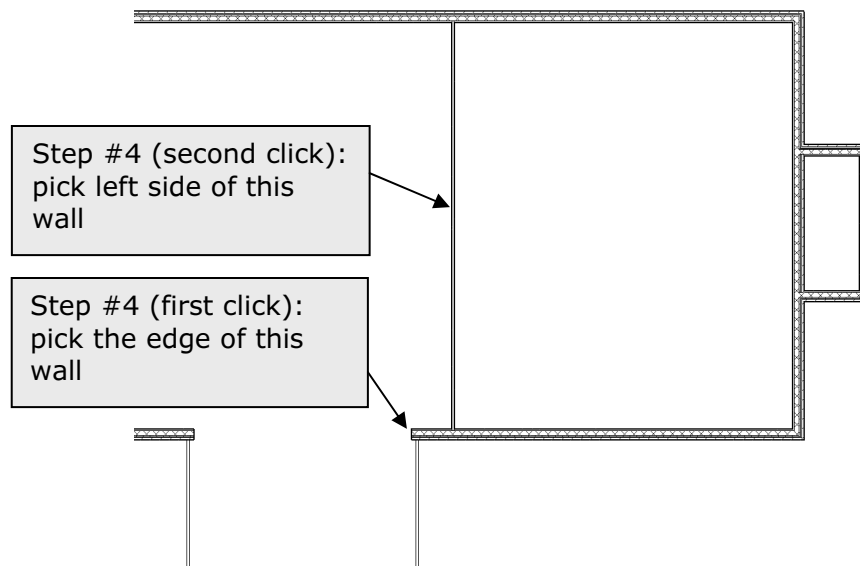 Step #4 (second click):
pick left side of this
wall
Step #4 (first click):
pick the edge of this
wall